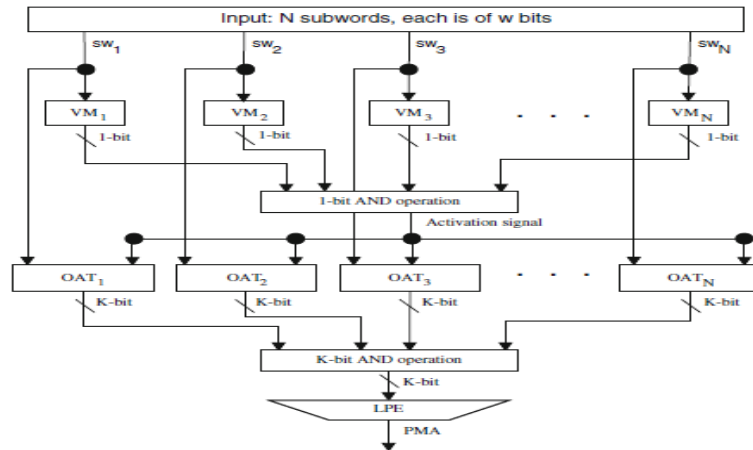 Input: N subwords, each is of w bits
sw1 sw2 sw3 swN
VM1 VM2 VM3 . . . VMN
1-bit 1-bit 1-bit 1-bit
1-bit AND operation
Activation signal
OAT1 OAT2 OAT3 . . . OATN
K-bit K-bit K-bit K-bit
K-bit AND operation
K-bit
LPE
PMA